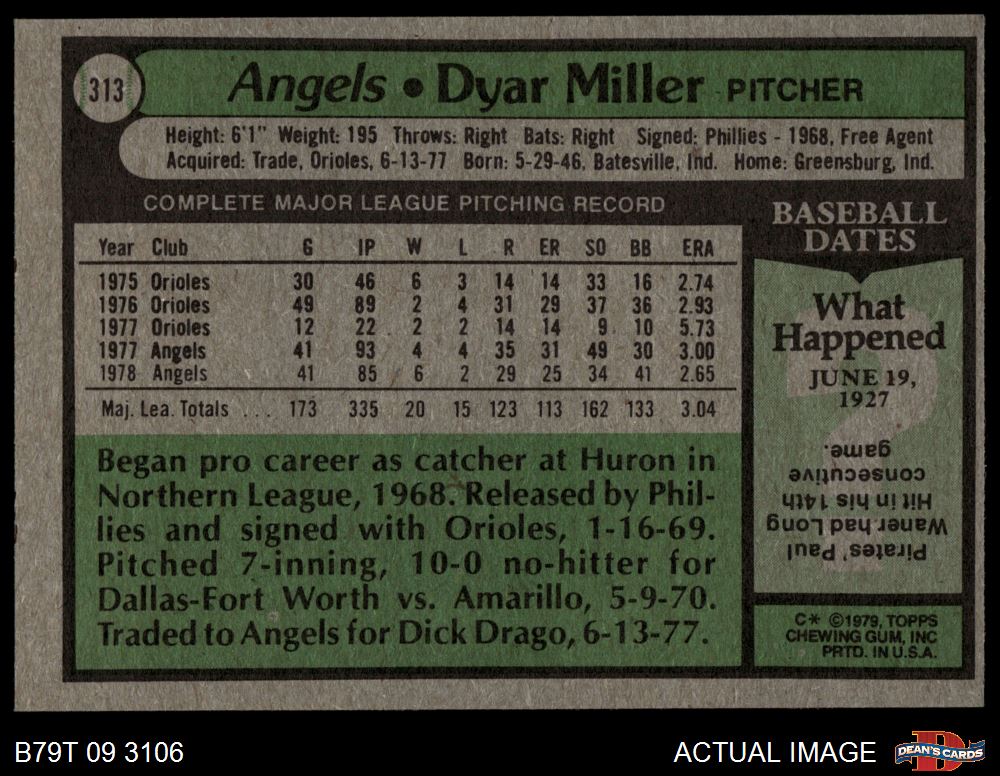 313
Angels • Dyar Miller PITCHER
Height: 6'1" Weight: 195 Throws: Right Bats: Right Signed: Phillies - 1968, Free Agent
Acquired: Trade, Orioles, 6-13-77 Born: 5-29-46, Batesville, Ind. Home: Greensburg, Ind.
COMPLETE MAJOR LEAGUE PITCHING RECORD
Year Club G IP W L R ER SO BB ERA
1975 Orioles 30 46 6 3 14 14 33 16 2.74
1976 Orioles 49 89 2 4 31 29 37 36 2.93
1977 Orioles 12 22 2 2 14 14 9 10 5.73
1977 Angels 41 93 4 4 35 31 49 30 3.00
1978 Angels 41 85 6 2 29 25 34 41 2.65
Maj. Lea. Totals ... 173 335 20 15 123 113 162 133 3.04
Began pro career as catcher at Huron in
Northern League, 1968. Released by Phil-
lies and signed with Orioles, 1-16-69.
Pitched 7-inning, 10-0 no-hitter for
Dallas-Fort Worth vs. Amarillo, 5-9-70.
Traded to Angels for Dick Drago, 6-13-77.
BASEBALL
DATES
What
Happened
JUNE 19,
1927
Pirates' Paul
Waner had Long
Hit in his 14th
consecutive
game.
C* ©1979, TOPPS
CHEWING GUM, INC
PRTD. IN U.S.A.
B79T 09 3106
ACTUAL IMAGE
DEAN'S CARDS